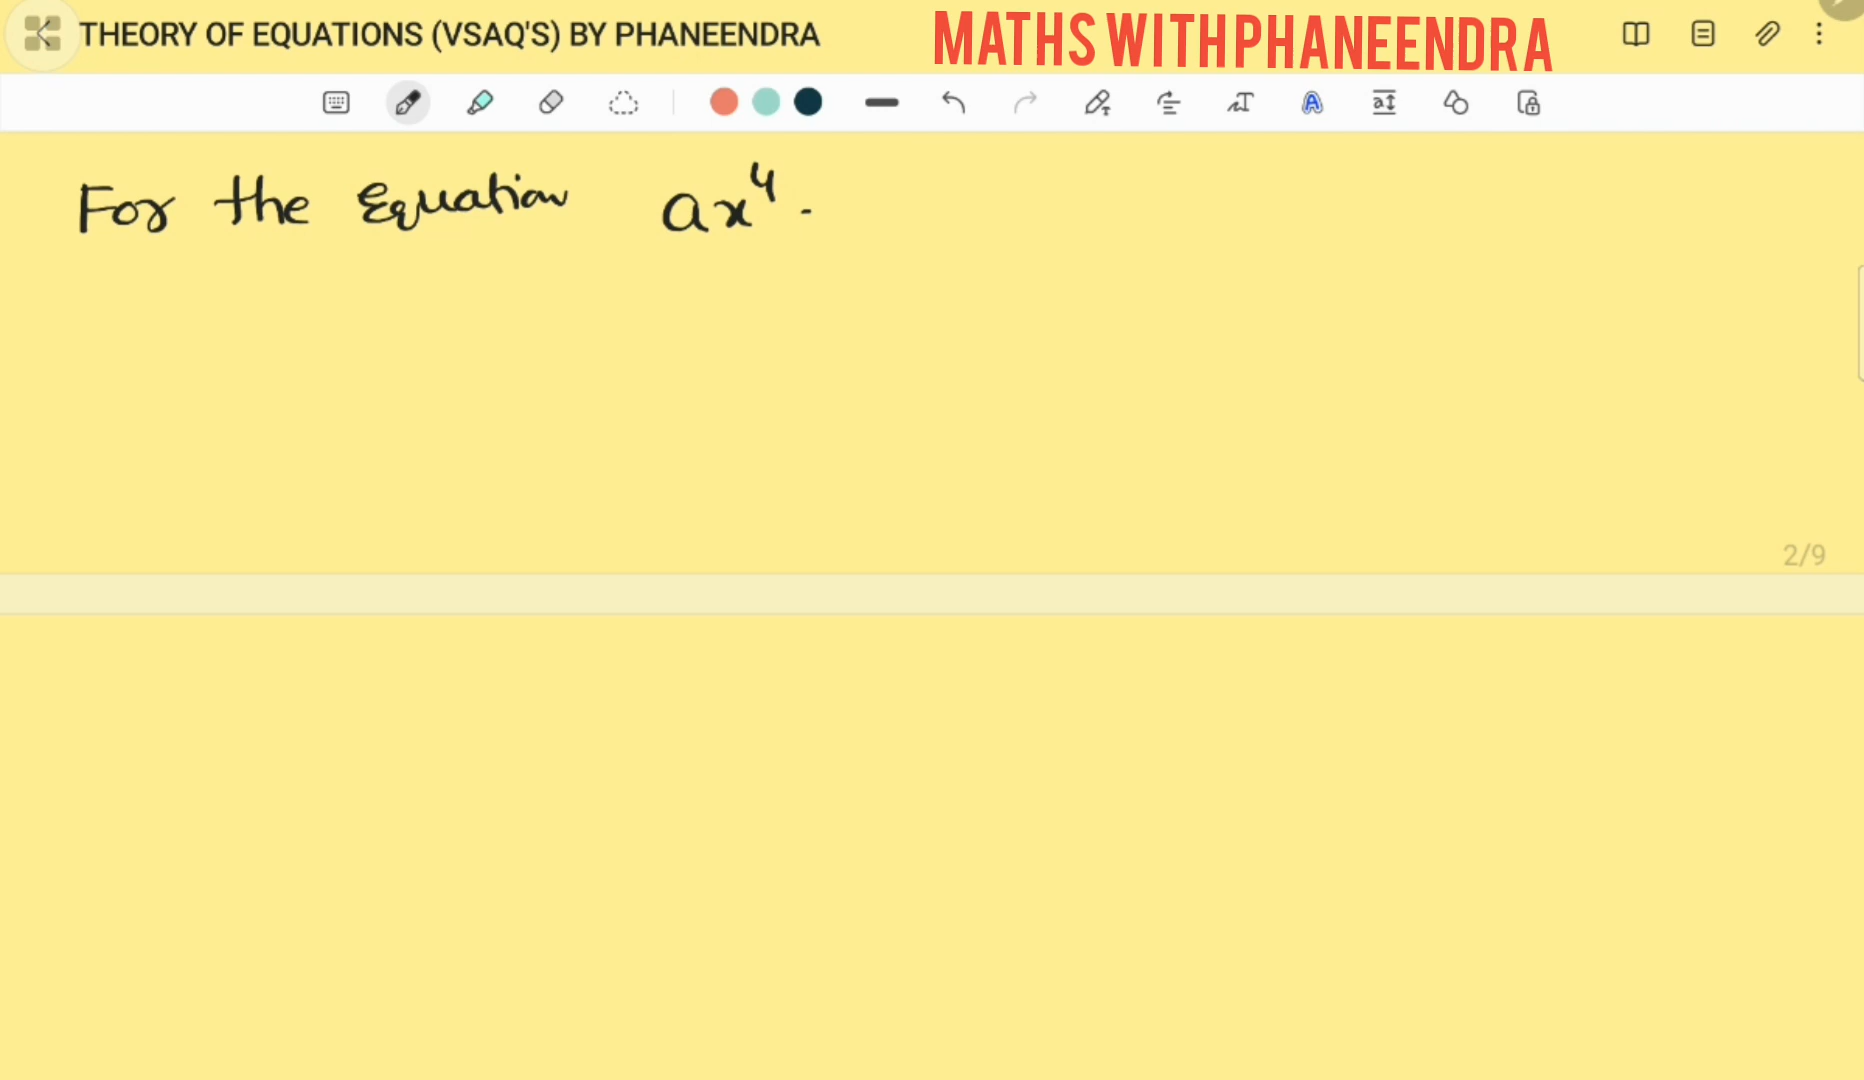 THEORY OF EQUATIONS (VSAQ'S) BY PHANEENDRA
MATHS WITH PHANEENDRA
For the Equation ax⁴ -
2/9